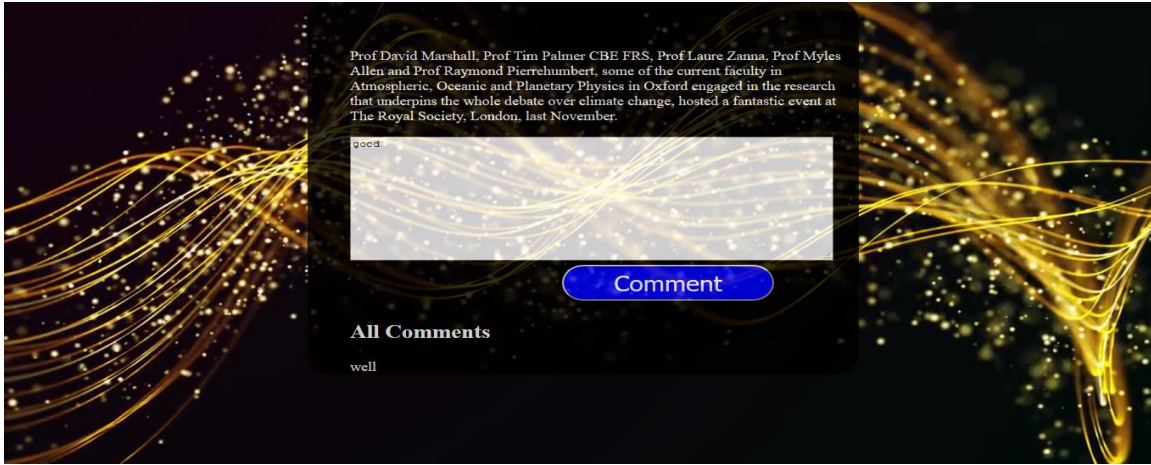 Prof David Marshall, Prof Tim Palmer CBE FRS, Prof Laure Zanna, Prof Myles
Allen and Prof Raymond Pierrehumbert, some of the current faculty in
Atmospheric, Oceanic and Planetary Physics in Oxford engaged in the research
that underpins the whole debate over climate change, hosted a fantastic event at
The Royal Society, London, last November.
good
Comment
All Comments
well